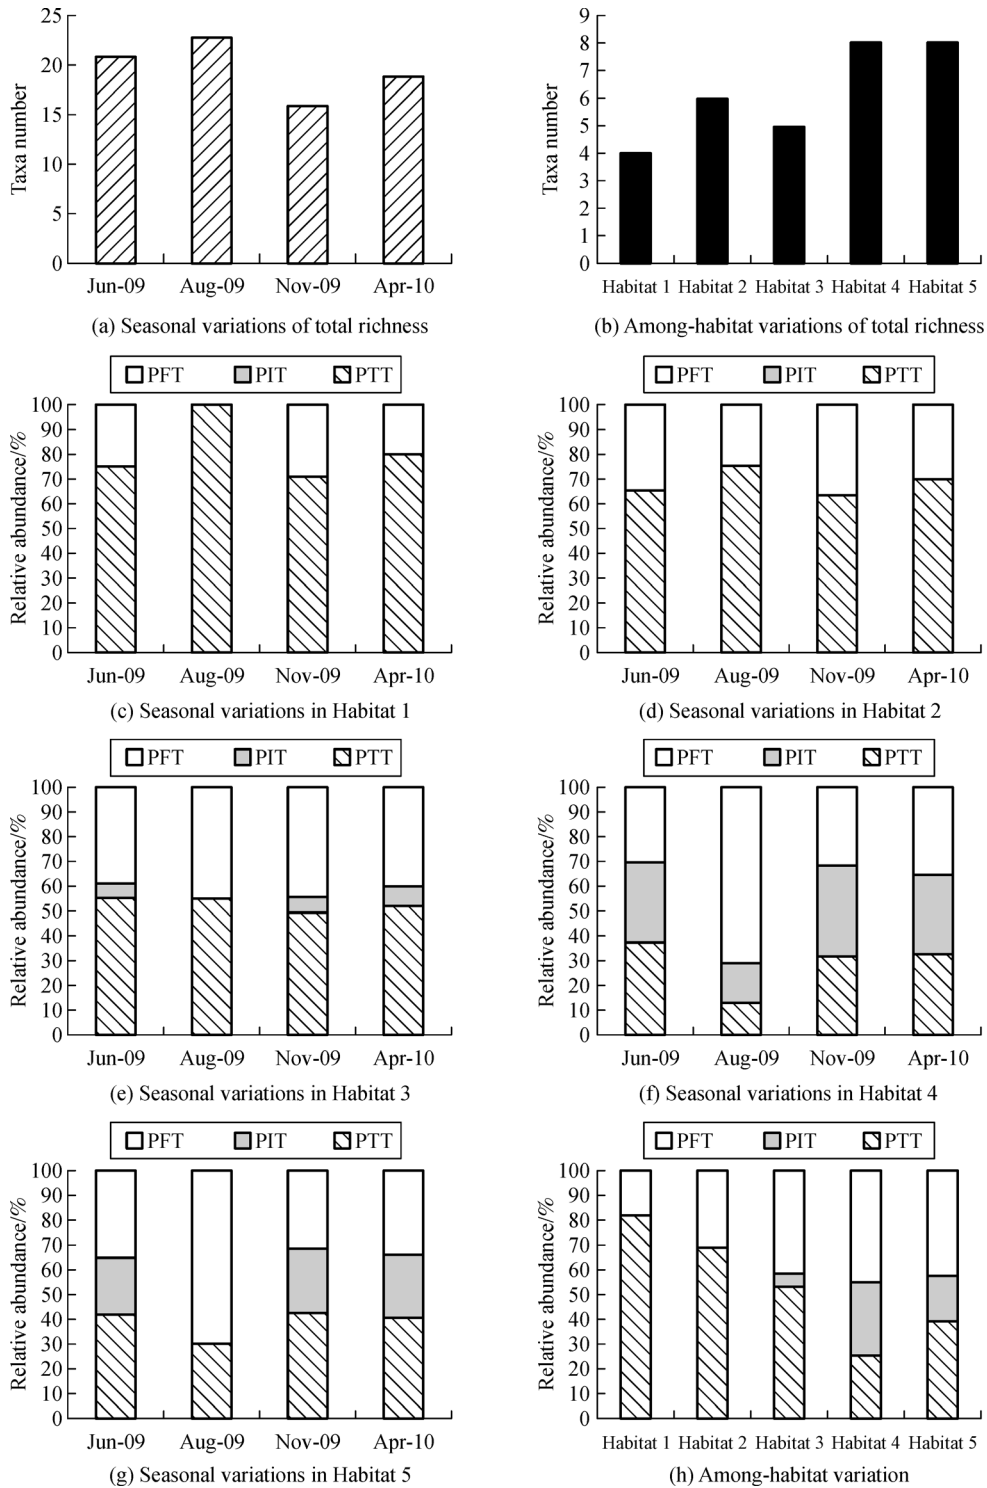 25
20
15
10
5
0
Taxa number
Jun-09 Aug-09 Nov-09 Apr-10
(a) Seasonal variations of total richness
9
8
7
6
5
4
3
2
1
0
Taxa number
Habitat 1 Habitat 2 Habitat 3 Habitat 4 Habitat 5
(b) Among-habitat variations of total richness
PFT PIT PTT
100
90
80
70
60
50
40
30
20
10
0
Relative abundance/%
Jun-09 Aug-09 Nov-09 Apr-10
(c) Seasonal variations in Habitat 1
PFT PIT PTT
100
90
80
70
60
50
40
30
20
10
0
Relative abundance/%
Jun-09 Aug-09 Nov-09 Apr-10
(d) Seasonal variations in Habitat 2
PFT PIT PTT
100
90
80
70
60
50
40
30
20
10
0
Relative abundance/%
Jun-09 Aug-09 Nov-09 Apr-10
(e) Seasonal variations in Habitat 3
PFT PIT PTT
100
90
80
70
60
50
40
30
20
10
0
Relative abundance/%
Jun-09 Aug-09 Nov-09 Apr-10
(f) Seasonal variations in Habitat 4
PFT PIT PTT
100
90
80
70
60
50
40
30
20
10
0
Relative abundance/%
Jun-09 Aug-09 Nov-09 Apr-10
(g) Seasonal variations in Habitat 5
PFT PIT PTT
100
90
80
70
60
50
40
30
20
10
0
Relative abundance/%
Habitat 1 Habitat 2 Habitat 3 Habitat 4 Habitat 5
(h) Among-habitat variation